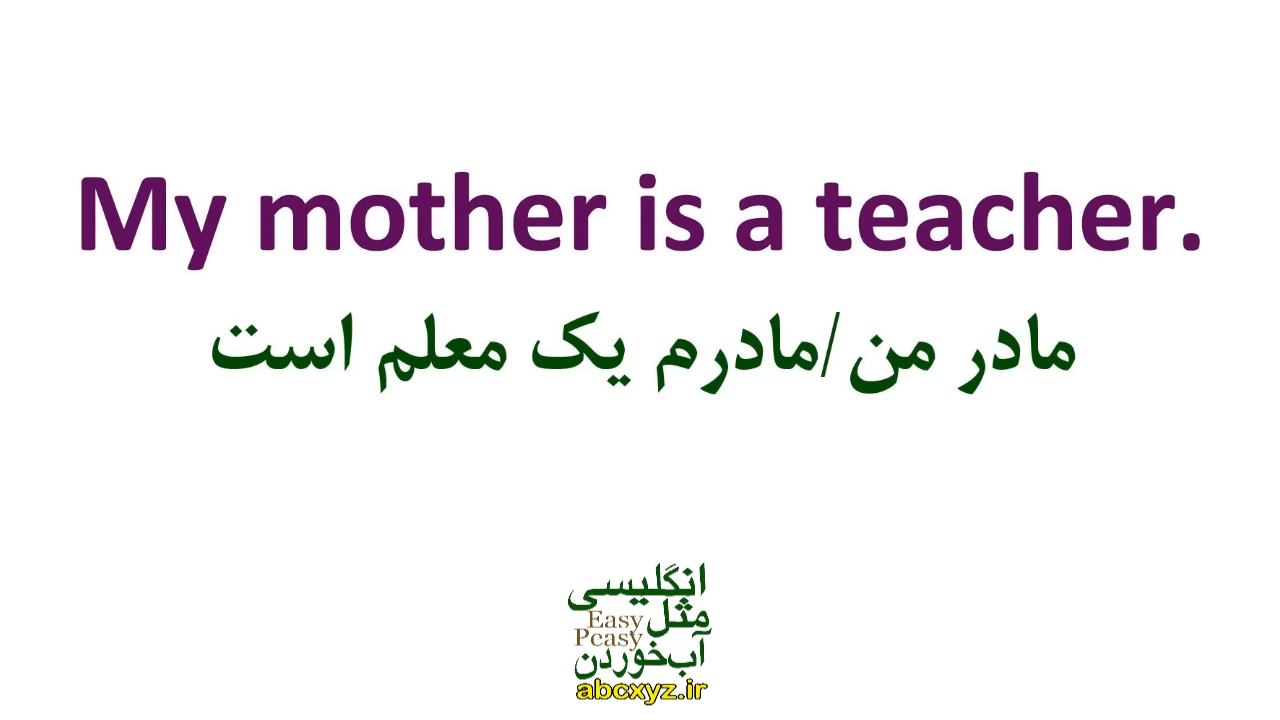 My mother is a teacher.
مادر من/مادرم یک معلم است
انگلیسی
مثل
Easy
Peasy
آب‌خوردن
abcxyz.ir